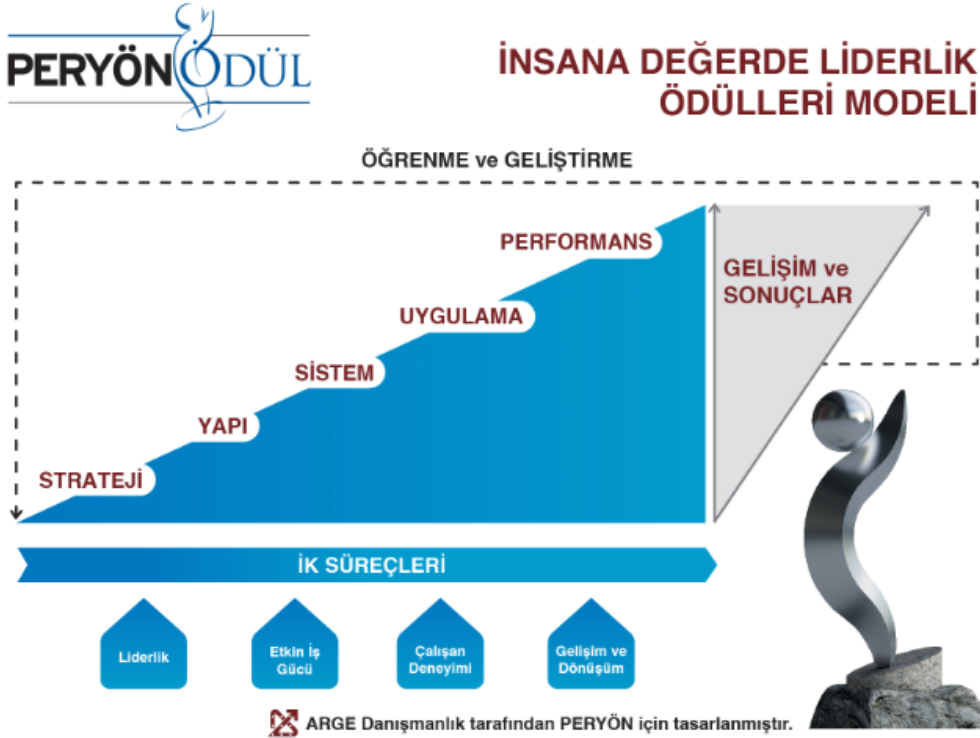 PERYÖN ÖDÜL
İNSANA DEĞERDE LİDERLİK
ÖDÜLLERİ MODELİ
ÖĞRENME ve GELİŞTİRME
PERFORMANS
GELİŞİM ve
SONUÇLAR
UYGULAMA
SİSTEM
YAPI
STRATEJİ
İK SÜREÇLERİ
Liderlik
Etkin İş
Gücü
Çalışan
Deneyimi
Gelişim ve
Dönüşüm
ARGE Danışmanlık tarafından PERYÖN için tasarlanmıştır.